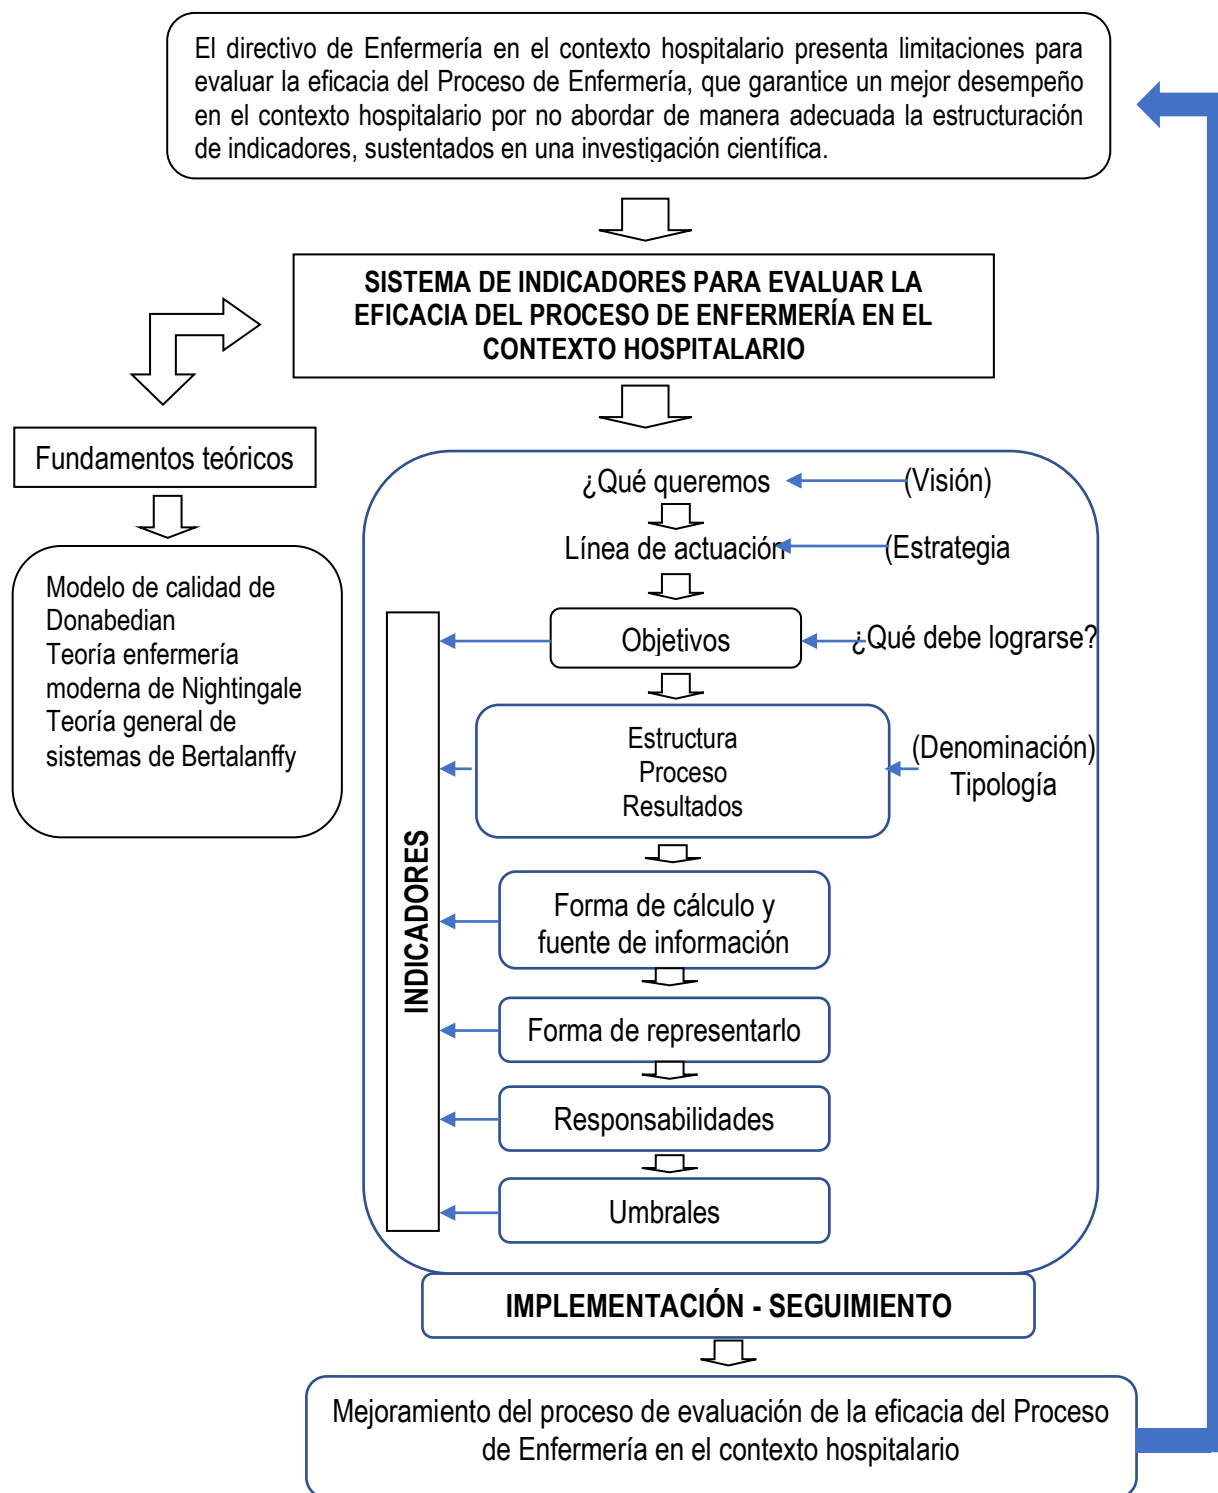 El directivo de Enfermería en el contexto hospitalario presenta limitaciones para
evaluar la eficacia del Proceso de Enfermería, que garantice un mejor desempeño
en el contexto hospitalario por no abordar de manera adecuada la estructuración
de indicadores, sustentados en una investigación científica.
SISTEMA DE INDICADORES PARA EVALUAR LA
EFICACIA DEL PROCESO DE ENFERMERÍA EN EL
CONTEXTO HOSPITALARIO
Fundamentos teóricos
Modelo de calidad de
Donabedian
Teoría enfermería
moderna de Nightingale
Teoría general de
sistemas de Bertalanffy
¿Qué queremos
(Visión)
Línea de actuación
(Estrategia
Objetivos
¿Qué debe lograrse?
Estructura
Proceso
Resultados
(Denominación)
Tipología
INDICADORES
Forma de cálculo y
fuente de información
Forma de representarlo
Responsabilidades
Umbrales
IMPLEMENTACIÓN - SEGUIMIENTO
Mejoramiento del proceso de evaluación de la eficacia del Proceso
de Enfermería en el contexto hospitalario